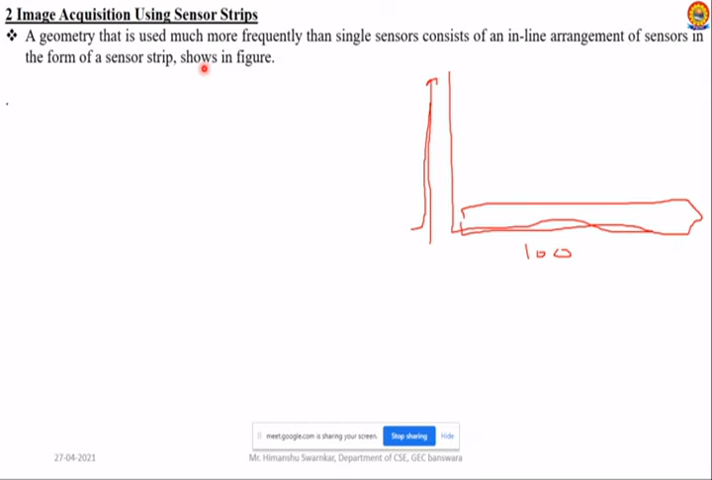 2 Image Acquisition Using Sensor Strips
❖ A geometry that is used much more frequently than single sensors consists of an in-line arrangement of sensors in
the form of a sensor strip, shows in figure.
100
meet.google.com is sharing your screen. Stop sharing Hide
27-04-2021 Mr. Himanshu Swarnkar, Department of CSE, GEC banswara